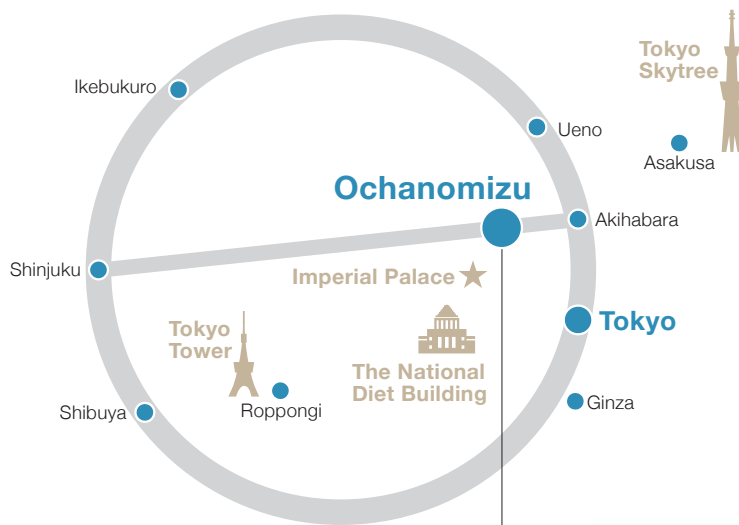 Tokyo
Skytree
Ikebukuro
Ueno
Asakusa
Ochanomizu
Akihabara
Shinjuku
Imperial Palace
Tokyo
Tokyo
Tower
The National
Diet Building
Roppongi
Shibuya
Ginza